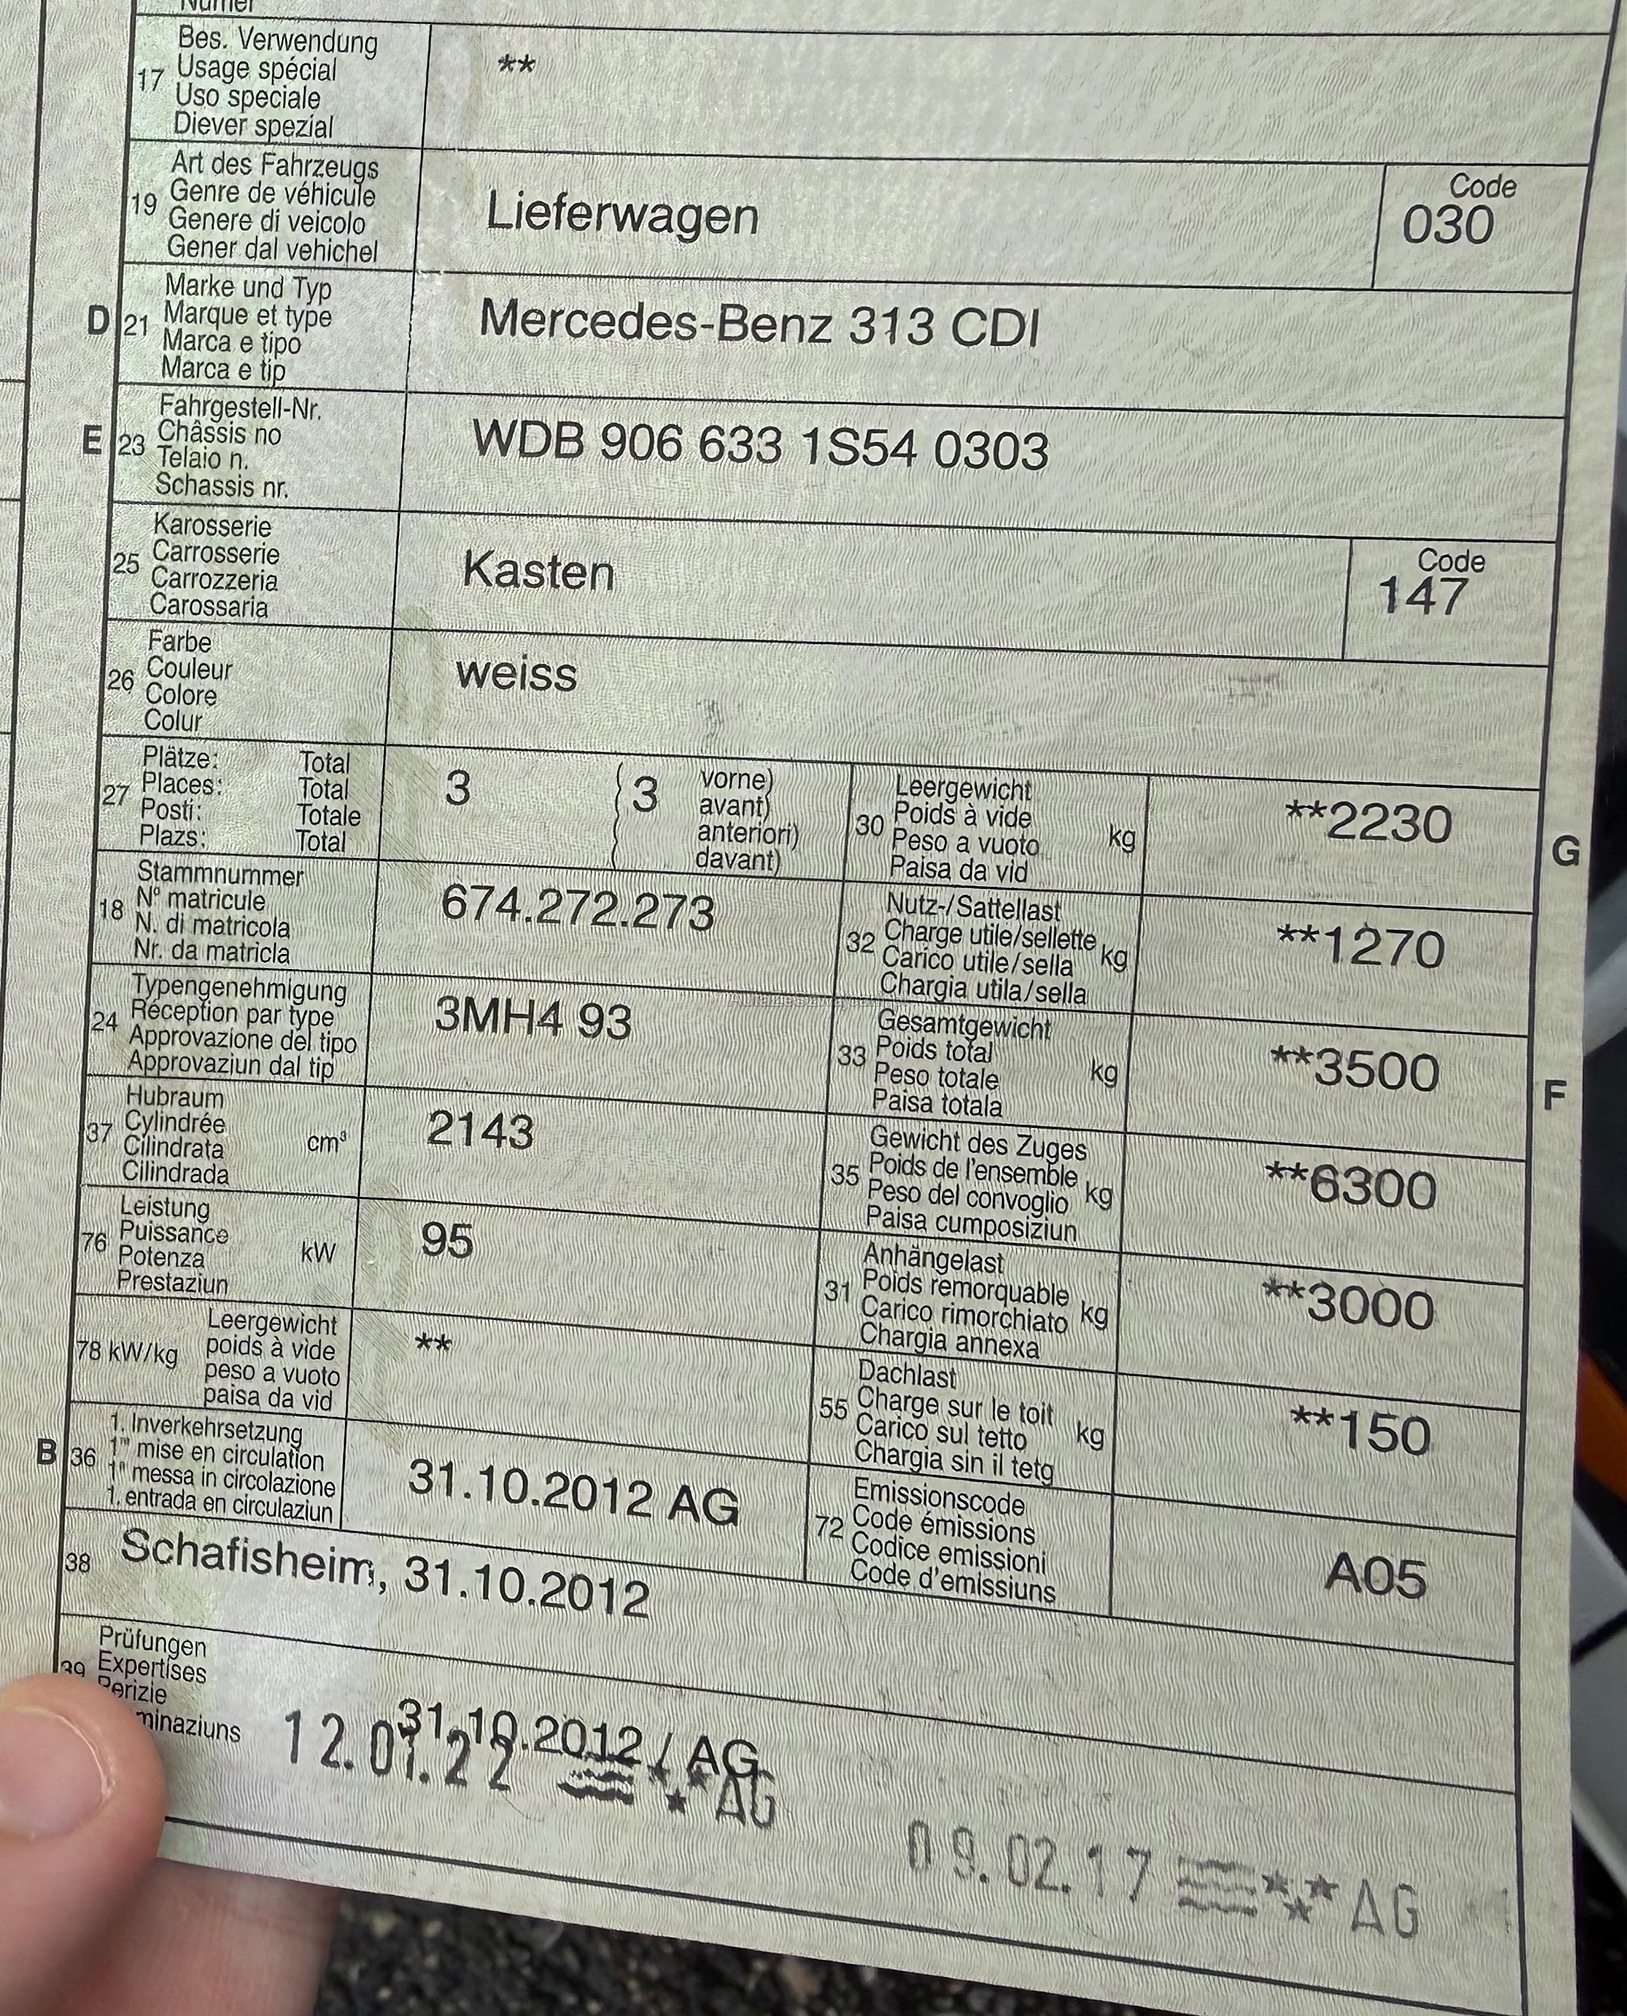 Numer
17 Bes. Verwendung
Usage spécial
Uso speciale
Diever spezial
**
19 Art des Fahrzeugs
Genre de véhicule
Genere di veicolo
Gener dal vehichel
Lieferwagen
Code
030
D 21 Marke und Typ
Marque et type
Marca e tipo
Marca e tip
Mercedes-Benz 313 CDI
E 23 Fahrgestell-Nr.
Châssis no
Telaio n.
Schassis nr.
WDB 906 633 1S54 0303
25 Karosserie
Carrosserie
Carrozzeria
Carossaria
Kasten
Code
147
26 Farbe
Couleur
Colore
Colur
weiss
27 Plätze: Total
Places: Total
Posti: Totale
Plazs: Total
3
(3 vorne)
( avant)
( anteriori)
( davant)
30 Leergewicht
Poids à vide
Peso a vuoto
Paisa da vid
kg
**2230
G
18 Stammnummer
N° matricule
N. di matricola
Nr. da matricla
674.272.273
32 Nutz-/Sattellast
Charge utile/sellette
Carico utile/sella
Chargia utila/sella
kg
**1270
24 Typengenehmigung
Réception par type
Approvazione del tipo
Approvaziun dal tip
3MH4 93
33 Gesamtgewicht
Poids total
Peso totale
Paisa totala
kg
**3500
F
37 Hubraum
Cylindrée
Cilindrata
Cilindrada
cm³
2143
35 Gewicht des Zuges
Poids de l'ensemble
Peso del convoglio
Paisa cumposiziun
kg
**6300
76 Leistung
Puissance
Potenza
Prestaziun
kW
95
31 Anhängelast
Poids remorquable
Carico rimorchiato
Chargia annexa
kg
**3000
78 kW/kg Leergewicht
poids à vide
peso a vuoto
paisa da vid
**
55 Dachlast
Charge sur le toit
Carico sul tetto
Chargia sin il tetg
kg
**150
B 36 1. Inverkehrsetzung
1re mise en circulation
1a messa in circolazione
1. entrada en circulaziun
31.10.2012 AG
72 Emissionscode
Code émissions
Codice emissioni
Code d'emissiuns
A05
38 Schafisheim, 31.10.2012
39 Prüfungen
Expertises
Perizie
minaziuns
31.10.2012 / AG
12.01.22 AG
09.02.17 AG